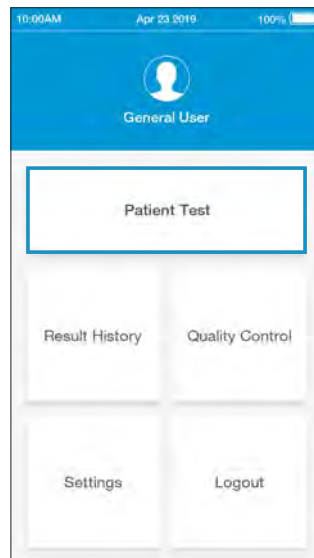 10:00AM Apr 23 2019 100%
General User
Patient Test
Result History Quality Control
Settings Logout